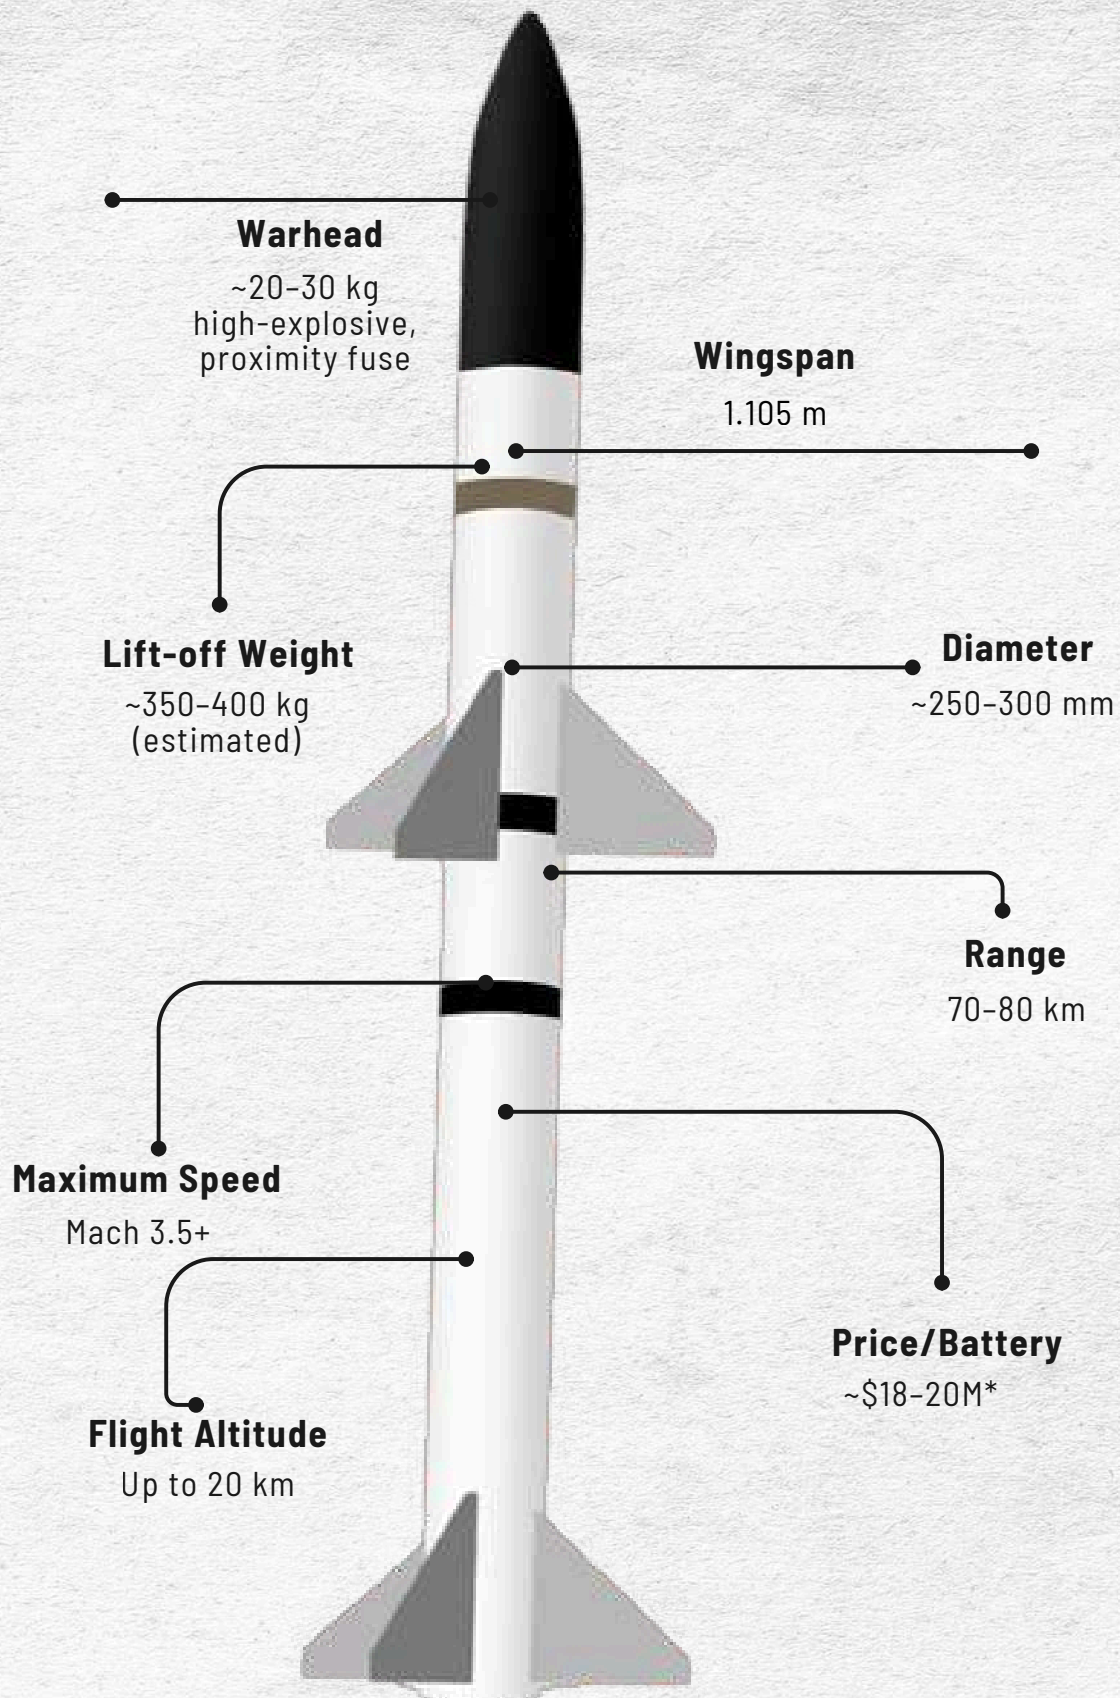 Warhead
~20–30 kg
high-explosive,
proximity fuse
Wingspan
1.105 m
Lift-off Weight
~350–400 kg
(estimated)
Diameter
~250–300 mm
Range
70–80 km
Maximum Speed
Mach 3.5+
Price/Battery
~$18–20M*
Flight Altitude
Up to 20 km